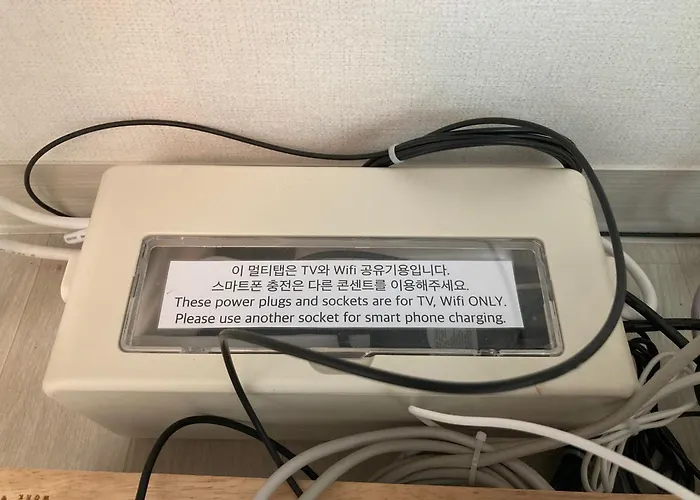 이 멀티탭은 TV와 Wifi 공유기용입니다.
스마트폰 충전은 다른 콘센트를 이용해주세요.
These power plugs and sockets are for TV, Wifi ONLY.
Please use another socket for smart phone charging.